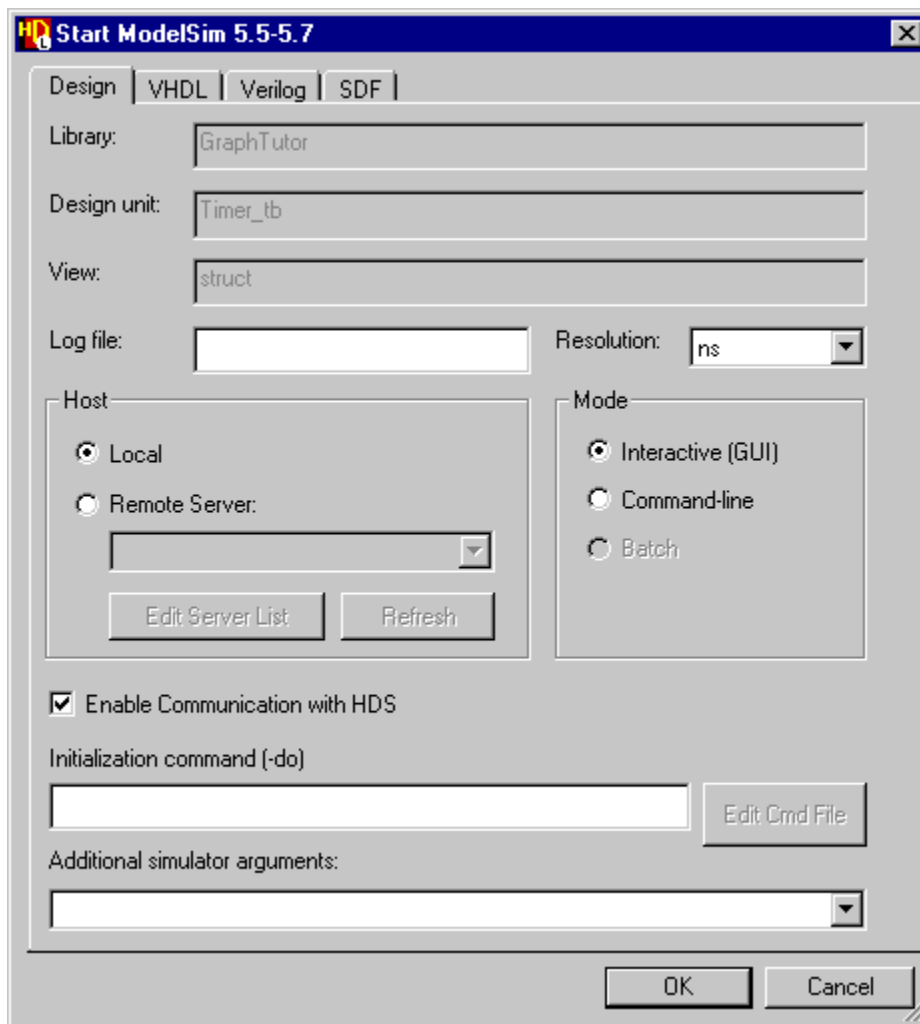 HDL Start ModelSim 5.5-5.7
Design VHDL Verilog SDF
Library: GraphTutor
Design unit: Timer_tb
View: struct
Log file: Resolution: ns
Host Mode
Local Interactive (GUI)
Remote Server: Command-line
Batch
Edit Server List Refresh
Enable Communication with HDS
Initialization command (-do)
Edit Cmd File
Additional simulator arguments:
OK Cancel